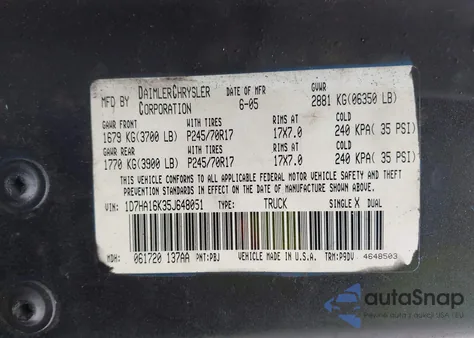 MFD BY DAIMLERCHRYSLER CORPORATION DATE OF MFR 6-05 GVWR 2881 KG(06350 LB)
GAWR FRONT WITH TIRES RIMS AT COLD
1679 KG(3700 LB) P245/70R17 17X7.0 240 KPA( 35 PSI)
GAWR REAR WITH TIRES RIMS AT COLD
1770 KG(3900 LB) P245/70R17 17X7.0 240 KPA( 35 PSI)
THIS VEHICLE CONFORMS TO ALL APPLICABLE FEDERAL MOTOR VEHICLE SAFETY AND THEFT
PREVENTION STANDARDS IN EFFECT ON THE DATE OF MANUFACTURE SHOWN ABOVE.
VIN: 1D7HA16K35J648051 TYPE: TRUCK SINGLE X DUAL
MDH: 061720 137AA PNT:PBJ VEHICLE MADE IN U.S.A. TRM:P9DV 4648503
autoSnap